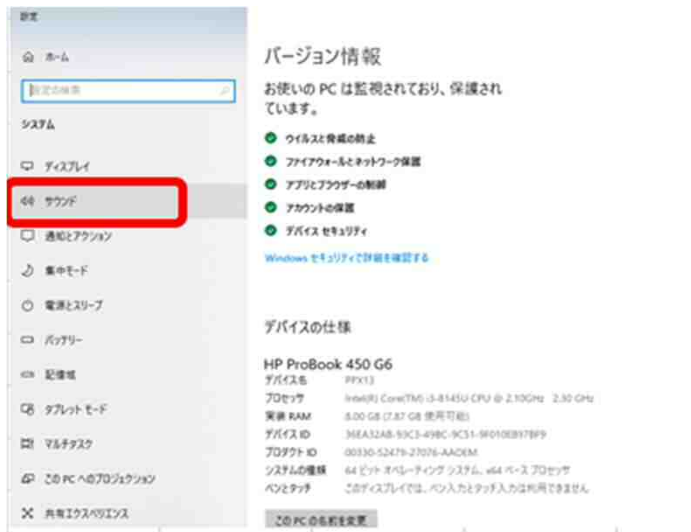 設定
ホーム
設定の検索
システム
ディスプレイ
サウンド
通知とアクション
集中モード
電源とスリープ
バッテリー
記憶域
タブレット モード
マルチタスク
この PC へのプロジェクション
共有エクスペリエンス
バージョン情報
お使いの PC は監視されており、保護され
ています。
ウイルスと脅威の防止
ファイアウォールとネットワーク保護
アプリとブラウザーの制御
アカウントの保護
デバイス セキュリティ
Windows セキュリティで詳細を確認する
デバイスの仕様
HP ProBook 450 G6
デバイス名 PPX13
プロセッサ Intel(R) Core(TM) i3-8145U CPU @ 2.10GHz 2.30 GHz
実装 RAM 8.00 GB (7.87 GB 使用可能)
デバイス ID
プロダクト ID 00330-52479-27076-AAOEM
システムの種類 64 ビット オペレーティング システム、x64 ベース プロセッサ
ペンとタッチ このディスプレイでは、ペン入力とタッチ入力は利用できません
この PC の名前を変更